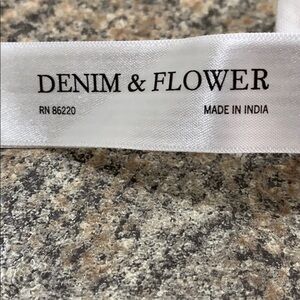 DENIM & FLOWER
RN 86220 MADE IN INDIA